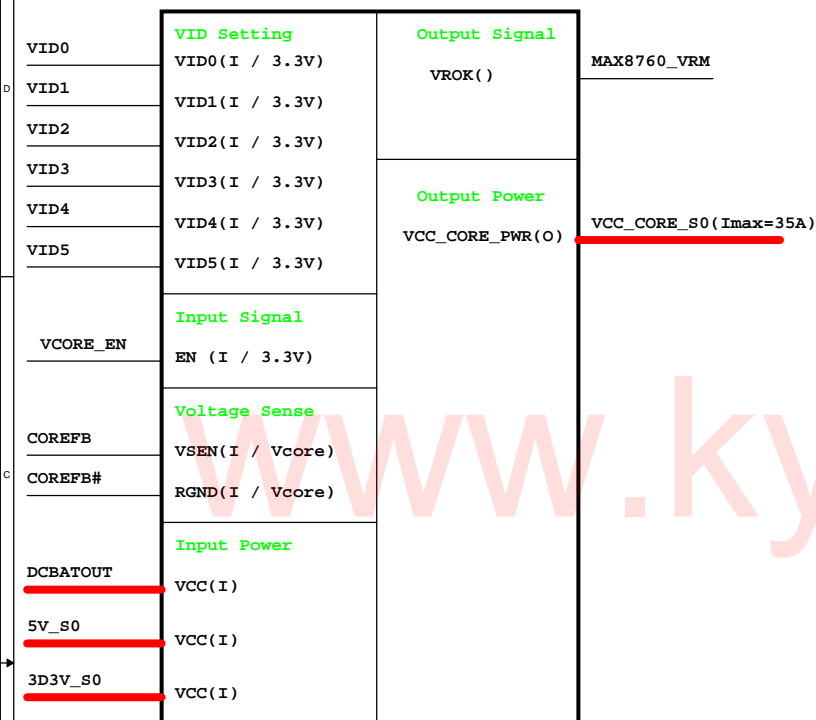 VID Setting
Output Signal
VID0
VID0(I / 3.3V)
MAX8760_VRM
VROK()
D
VID1
VID1(I / 3.3V)
VID2
VID2(I / 3.3V)
VID3
VID3(I / 3.3V)
Output Power
VID4
VID4(I / 3.3V)
VCC_CORE_S0(Imax=35A)
VCC_CORE_PWR(O)
VID5
VID5(I / 3.3V)
Input Signal
VCORE_EN
EN (I / 3.3V)
Voltage Sense
COREFB
VSEN(I / Vcore)
C
COREFB#
RGND(I / Vcore)
www.ky
Input Power
DCBATOUT
VCC(I)
5V_S0
VCC(I)
3D3V_S0
VCC(I)